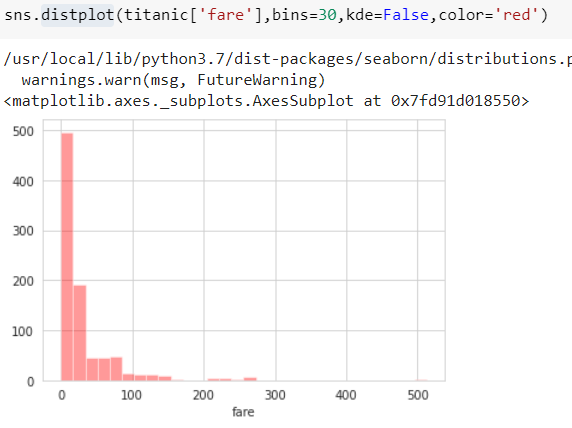 sns.distplot(titanic['fare'],bins=30,kde=False,color='red')
/usr/local/lib/python3.7/dist-packages/seaborn/distributions.p
warnings.warn(msg, FutureWarning)
<matplotlib.axes._subplots.AxesSubplot at 0x7fd91d018550>
500
400
300
200
100
0
0 100 200 300 400 500
fare